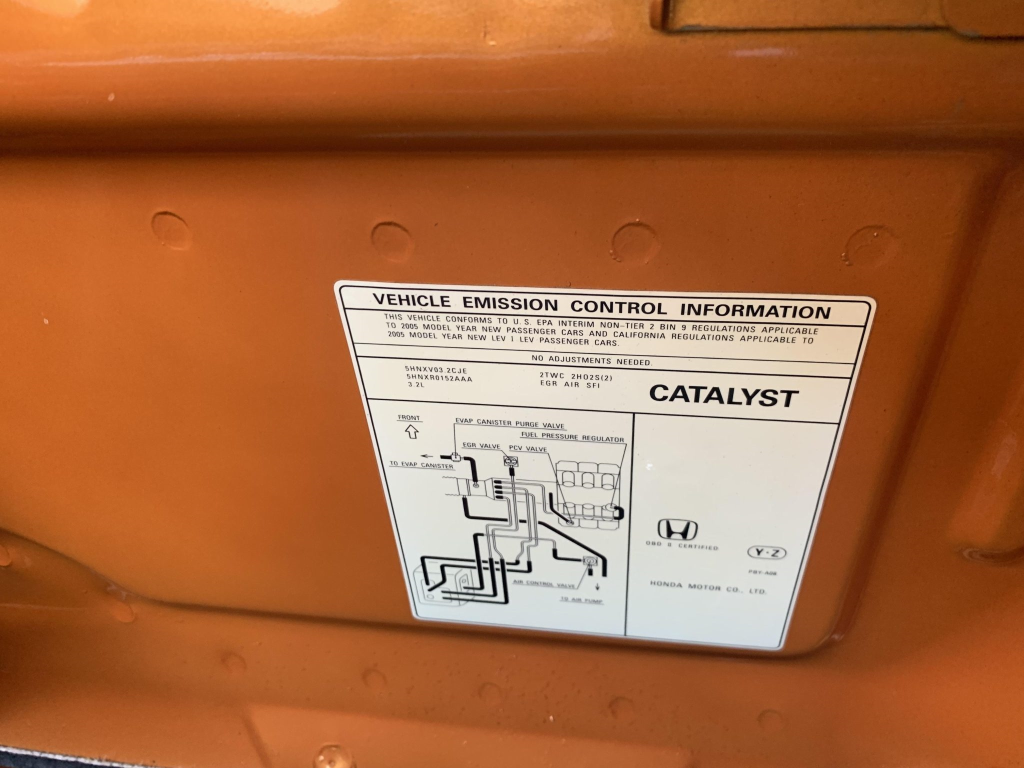 VEHICLE EMISSION CONTROL INFORMATION
THIS VEHICLE CONFORMS TO U.S. EPA INTERIM NON-TIER 2 BIN 9 REGULATIONS APPLICABLE
TO 2005 MODEL YEAR NEW PASSENGER CARS AND CALIFORNIA REGULATIONS APPLICABLE TO
2005 MODEL YEAR NEW LEV I LEV PASSENGER CARS.
NO ADJUSTMENTS NEEDED.
5HNXV03.2CJE
5HNXR0152AAA
3.2L
2TWC 2HO2S(2)
EGR AIR SFI
CATALYST
FRONT
EVAP CANISTER PURGE VALVE
FUEL PRESSURE REGULATOR
EGR VALVE PCV VALVE
TO EVAP CANISTER
AIR CONTROL VALVE
TO AIR PUMP
OBD II CERTIFIED
Y-Z
HONDA MOTOR CO., LTD.